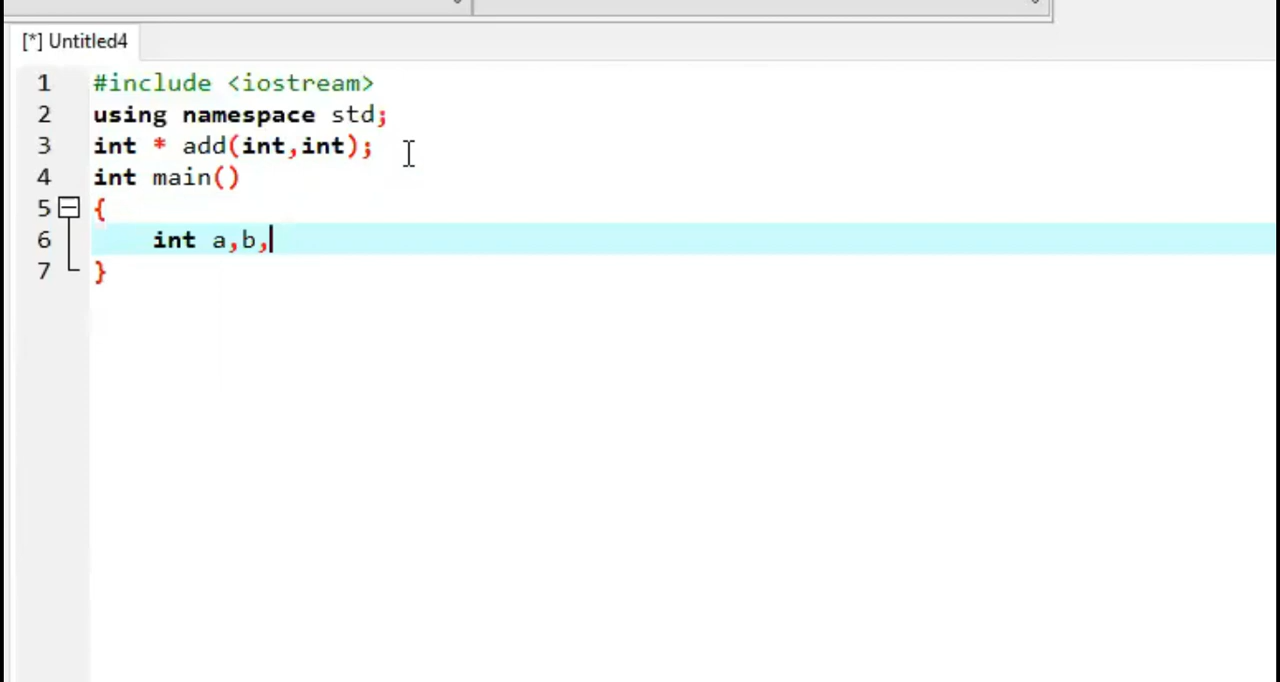 [*] Untitled4
1 #include <iostream>
2 using namespace std;
3 int * add(int,int);
4 int main()
5 {
6 int a,b,
7 }